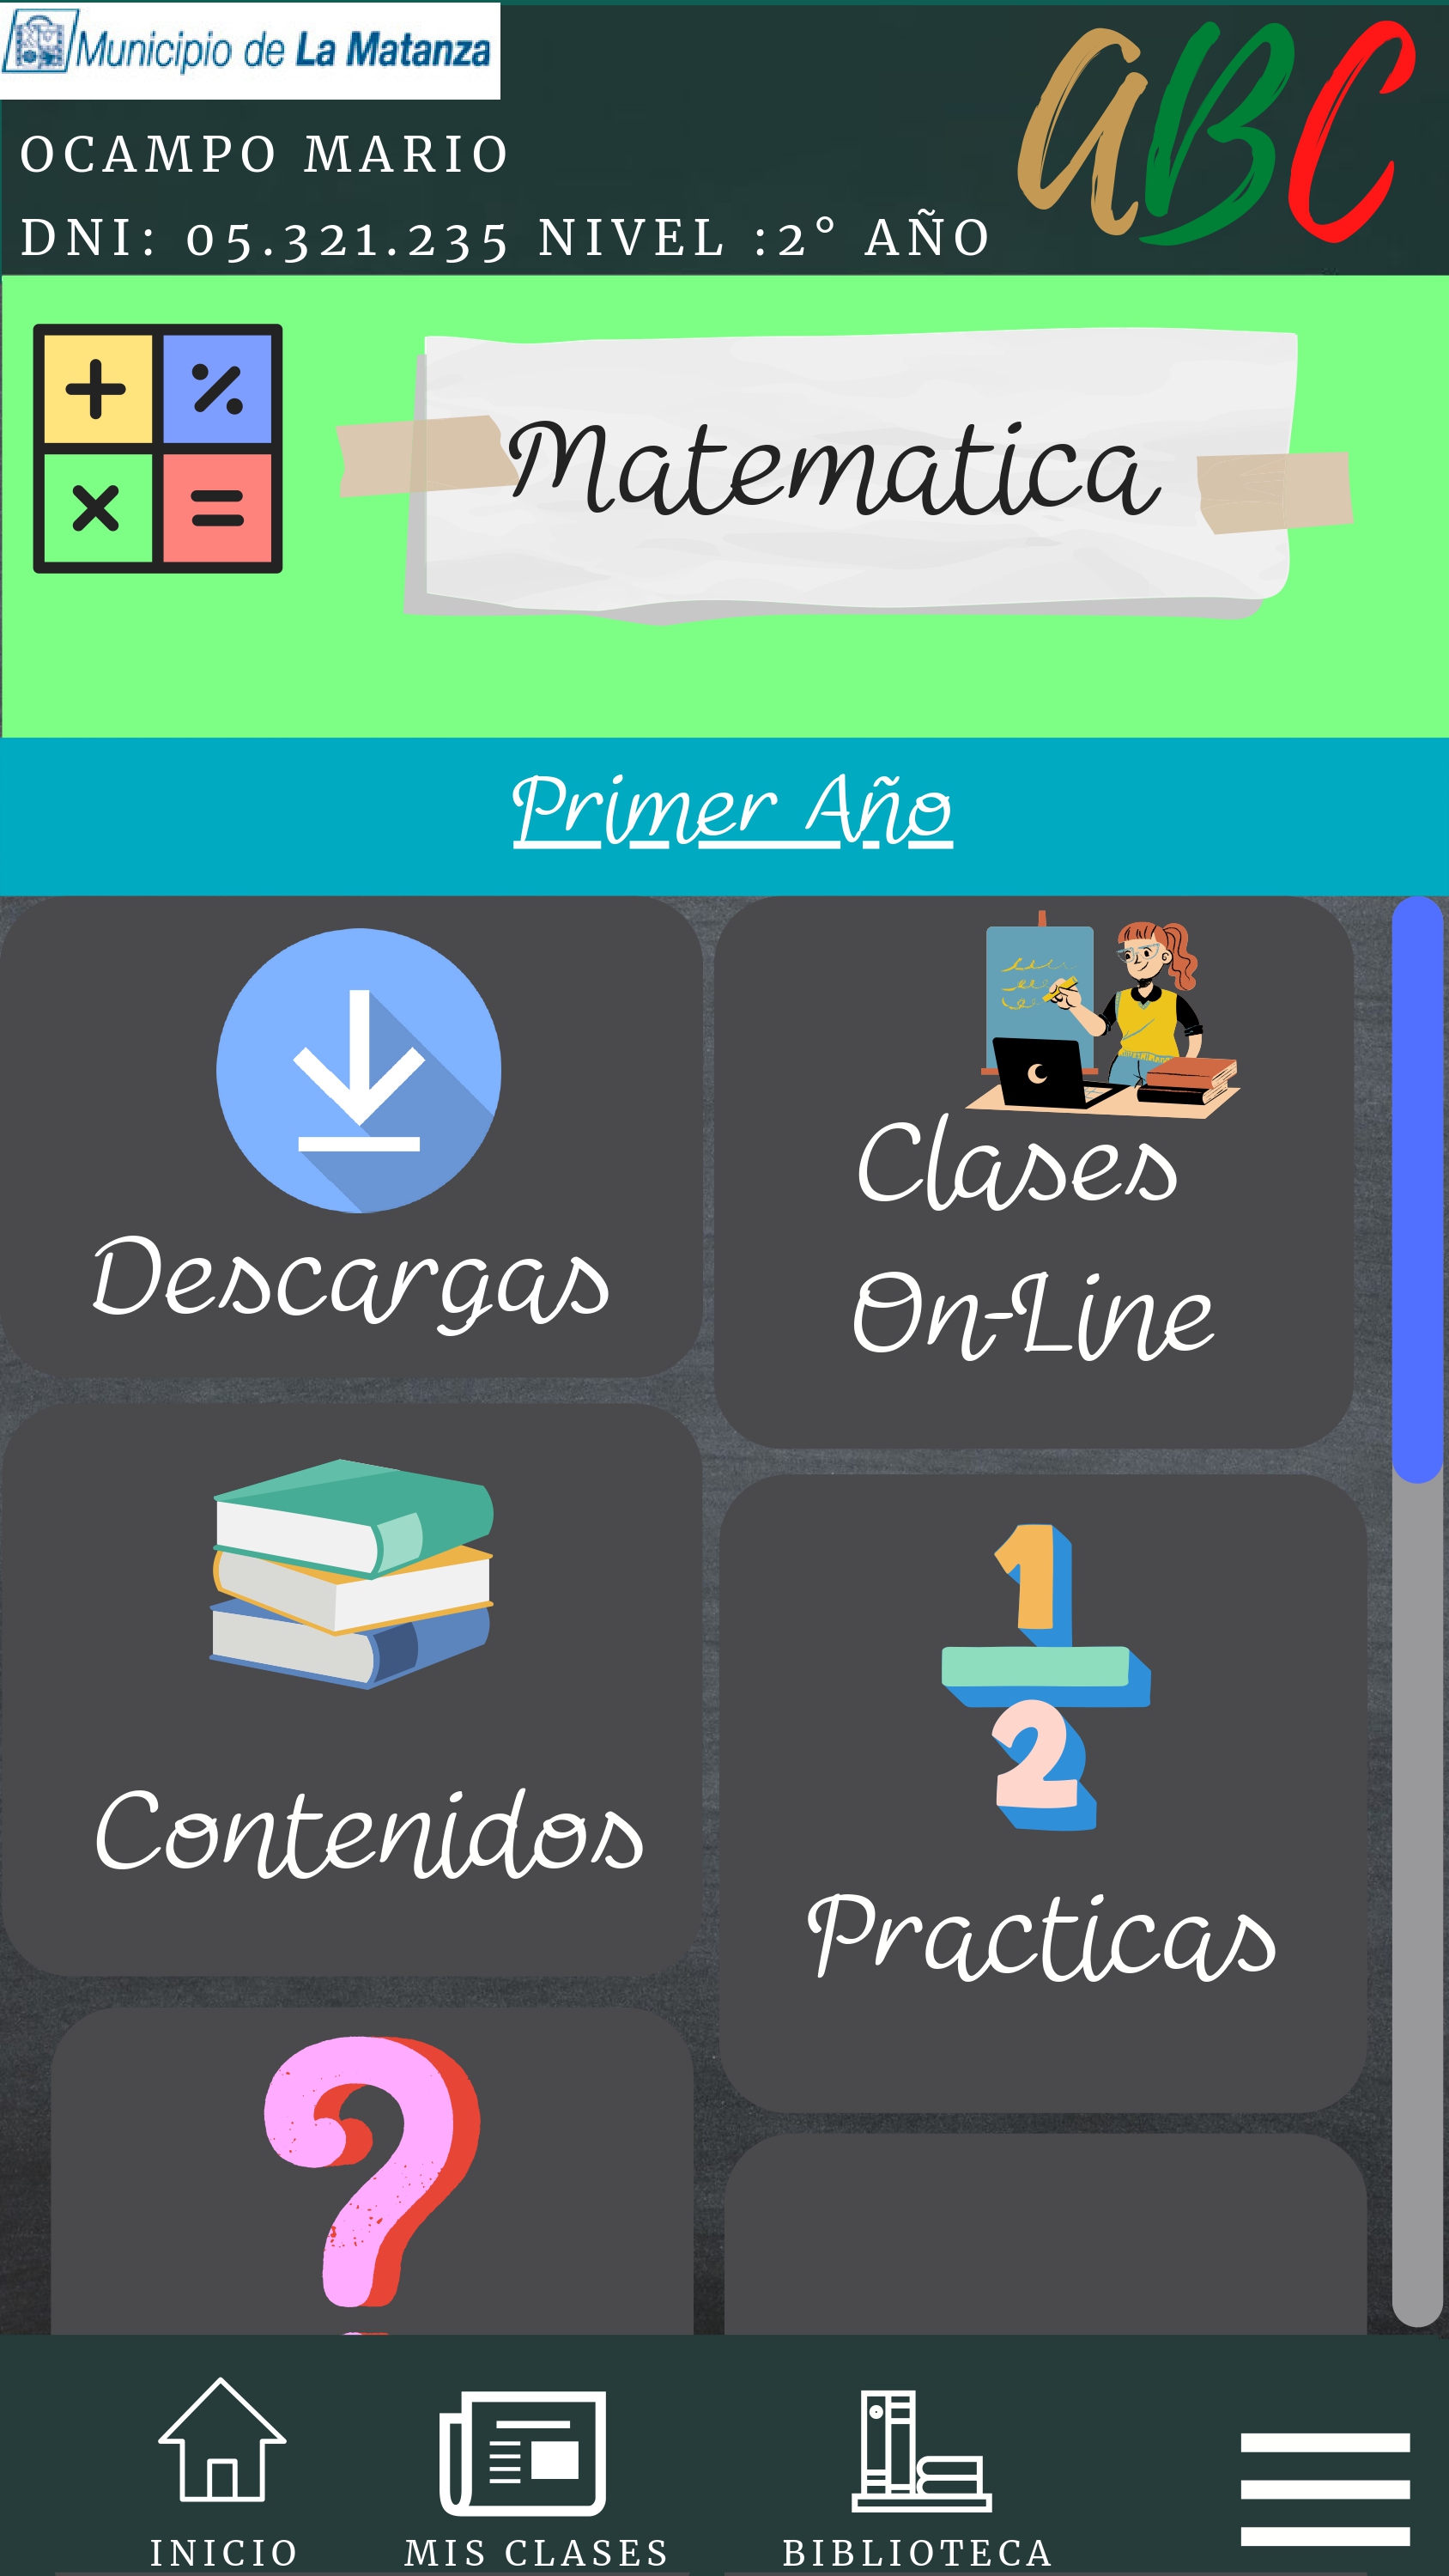 Municipio de La Matanza
aBC
OCAMPO MARIO
DNI: 05.321.235 NIVEL :2° AÑO
Matematica
Primer Año
Descargas
Clases
On-Line
1
2
Contenidos
Practicas
?
INICIO
MIS CLASES
BIBLIOTECA